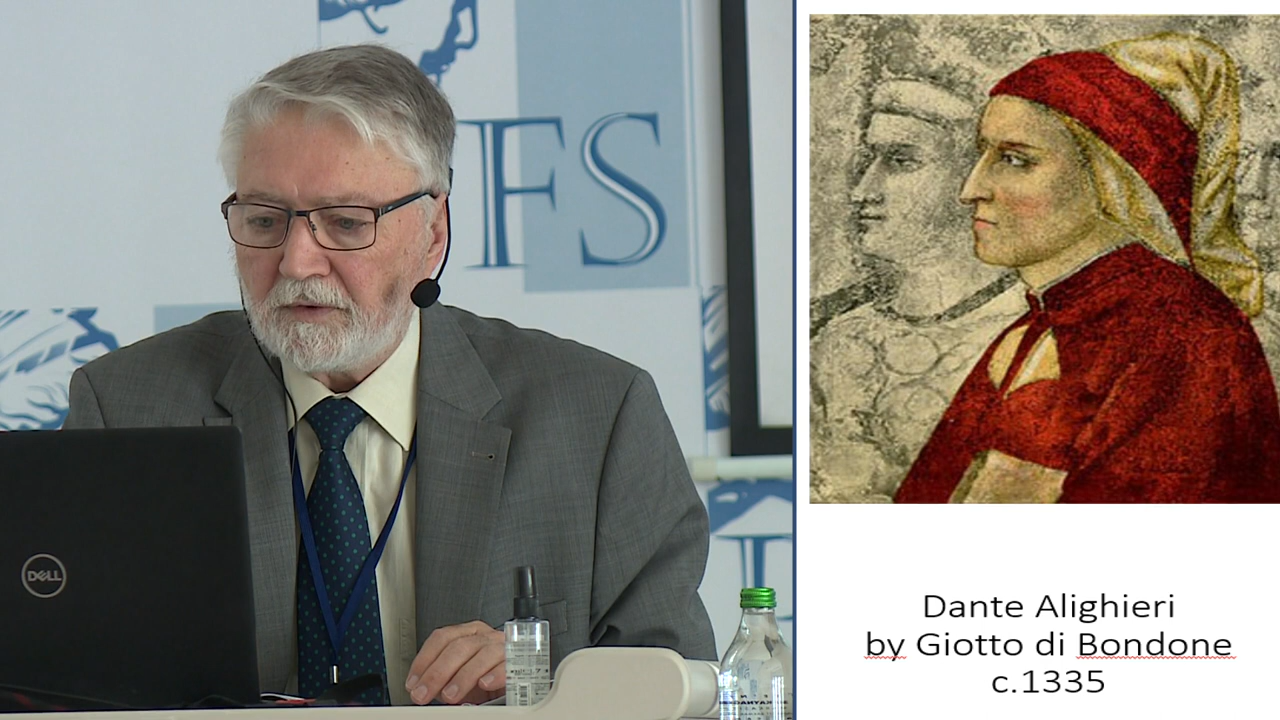 FS
DELL
Dante Alighieri
by Giotto di Bondone
c.1335